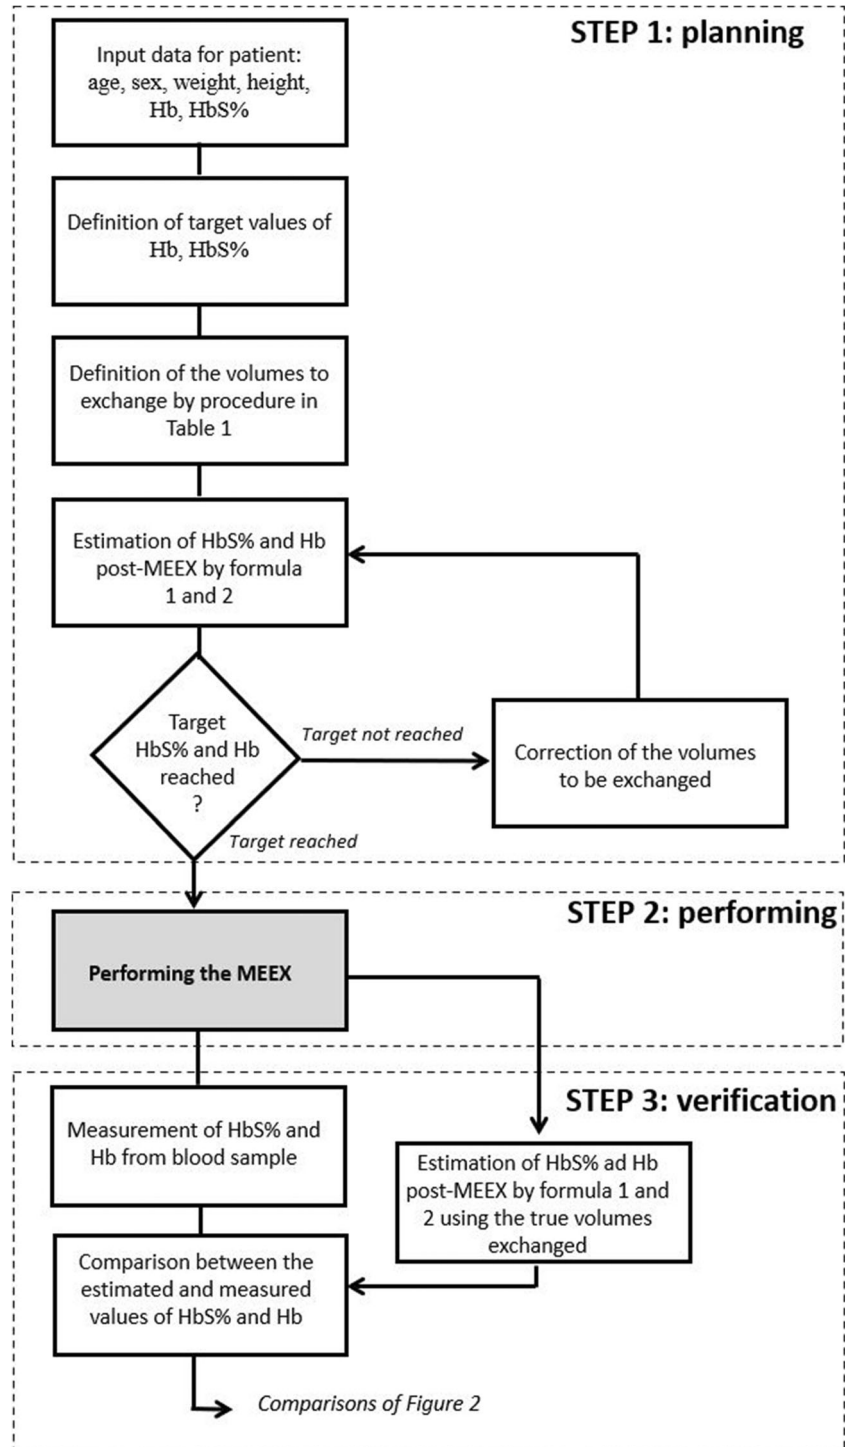 STEP 1: planning
Input data for patient:
age, sex, weight, height,
Hb, HbS%
Definition of target values of
Hb, HbS%
Definition of the volumes to
exchange by procedure in
Table 1
Estimation of HbS% and Hb
post-MEEX by formula
1 and 2
Target
HbS% and Hb
reached
?
Target not reached
Correction of the volumes
to be exchanged
Target reached
STEP 2: performing
Performing the MEEX
STEP 3: verification
Measurement of HbS% and
Hb from blood sample
Estimation of HbS% ad Hb
post-MEEX by formula 1 and
2 using the true volumes
exchanged
Comparison between the
estimated and measured
values of HbS% and Hb
Comparisons of Figure 2